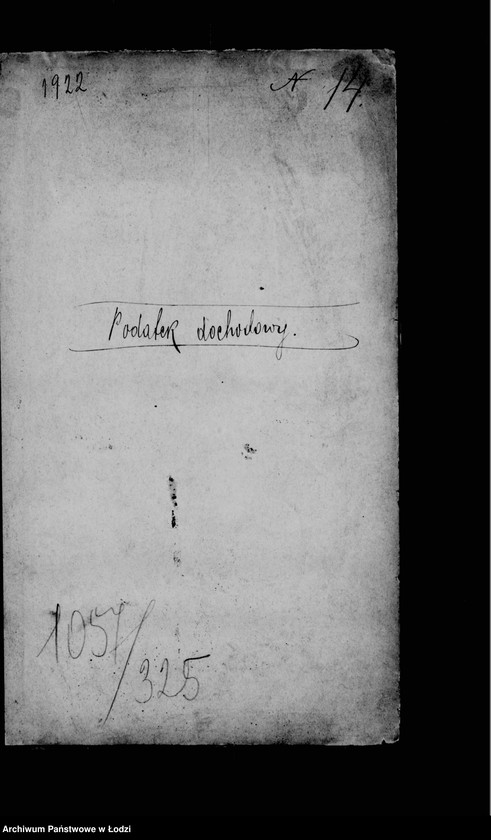 1922 № 14.
Podatek dochodowy.
1057/
325
Archiwum Państwowe w Łodzi